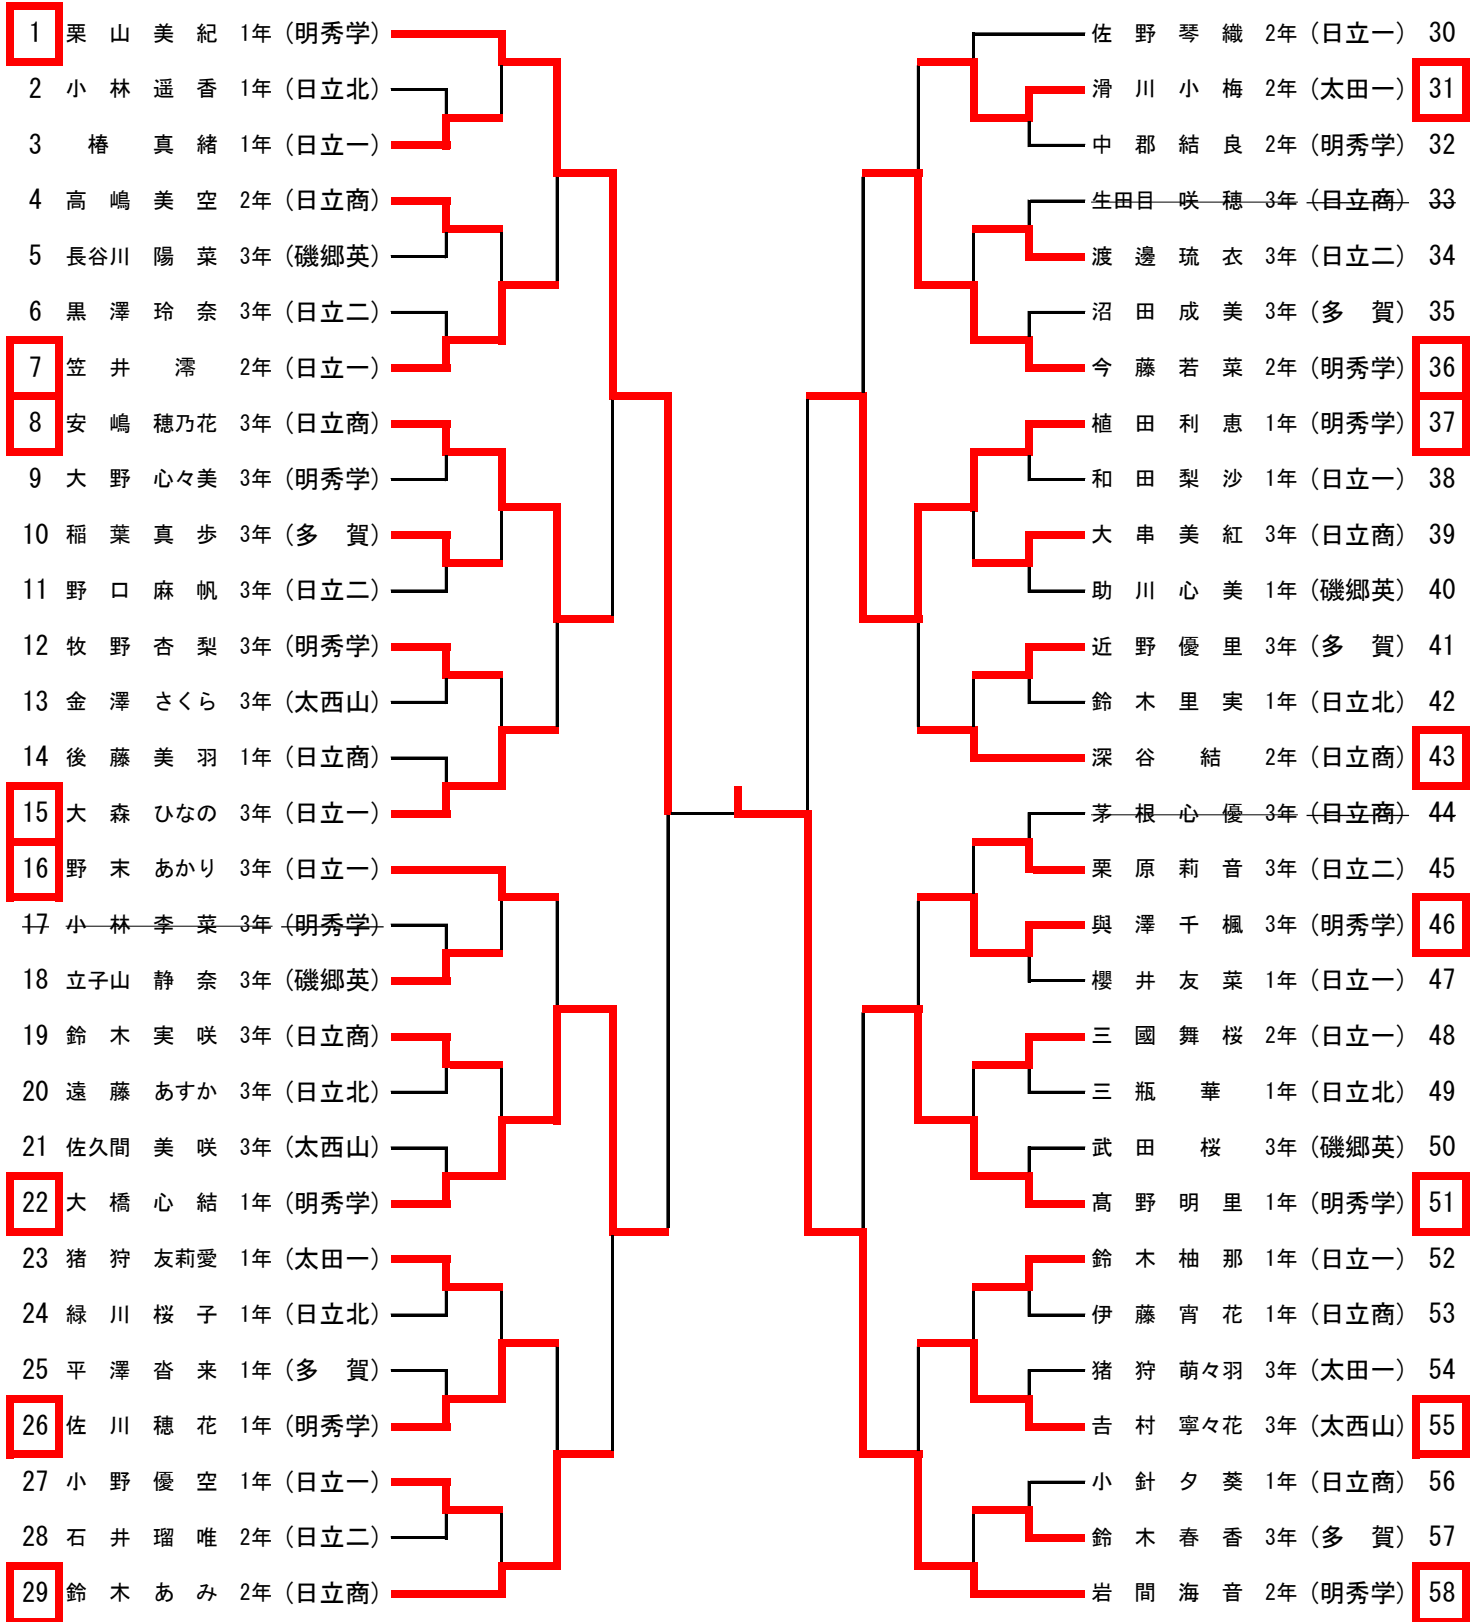 1 栗山美紀 1年 (明秀学)
2 小林遥香 1年 (日立北)
3 椿真緒 1年 (日立一)
4 高嶋美空 2年 (日立商)
5 長谷川陽菜 3年 (磯郷英)
6 黒澤玲奈 3年 (日立二)
7 笠井澪 2年 (日立一)
8 安嶋穂乃花 3年 (日立商)
9 大野心々美 3年 (明秀学)
10 稲葉真歩 3年 (多賀)
11 野口麻帆 3年 (日立二)
12 牧野杏梨 3年 (明秀学)
13 金澤さくら 3年 (太西山)
14 後藤美羽 1年 (日立商)
15 大森ひなの 3年 (日立一)
16 野末あかり 3年 (日立一)
17 小林李菜 3年 (明秀学)
18 立子山静奈 3年 (磯郷英)
19 鈴木実咲 3年 (日立商)
20 遠藤あすか 3年 (日立北)
21 佐久間美咲 3年 (太西山)
22 大橋心結 1年 (明秀学)
23 猪狩友莉愛 1年 (太田一)
24 緑川桜子 1年 (日立北)
25 平澤沓来 1年 (多賀)
26 佐川穂花 1年 (明秀学)
27 小野優空 1年 (日立一)
28 石井瑠唯 2年 (日立二)
29 鈴木あみ 2年 (日立商)
佐野琴織 2年 (日立一) 30
滑川小梅 2年 (太田一) 31
中郡結良 2年 (明秀学) 32
生田目咲穂 3年 (日立商) 33
渡邊琉衣 3年 (日立二) 34
沼田成美 3年 (多賀) 35
今藤若菜 2年 (明秀学) 36
植田利恵 1年 (明秀学) 37
和田梨沙 1年 (日立一) 38
大串美紅 3年 (日立商) 39
助川心美 1年 (磯郷英) 40
近野優里 3年 (多賀) 41
鈴木里実 1年 (日立北) 42
深谷結 2年 (日立商) 43
茅根心優 3年 (日立商) 44
栗原莉音 3年 (日立二) 45
與澤千楓 3年 (明秀学) 46
櫻井友菜 1年 (日立一) 47
三國舞桜 2年 (日立一) 48
三瓶華 1年 (日立北) 49
武田桜 3年 (磯郷英) 50
髙野明里 1年 (明秀学) 51
鈴木柚那 1年 (日立一) 52
伊藤宵花 1年 (日立商) 53
猪狩萌々羽 3年 (太田一) 54
吉村寧々花 3年 (太西山) 55
小針夕葵 1年 (日立商) 56
鈴木春香 3年 (多賀) 57
岩間海音 2年 (明秀学) 58